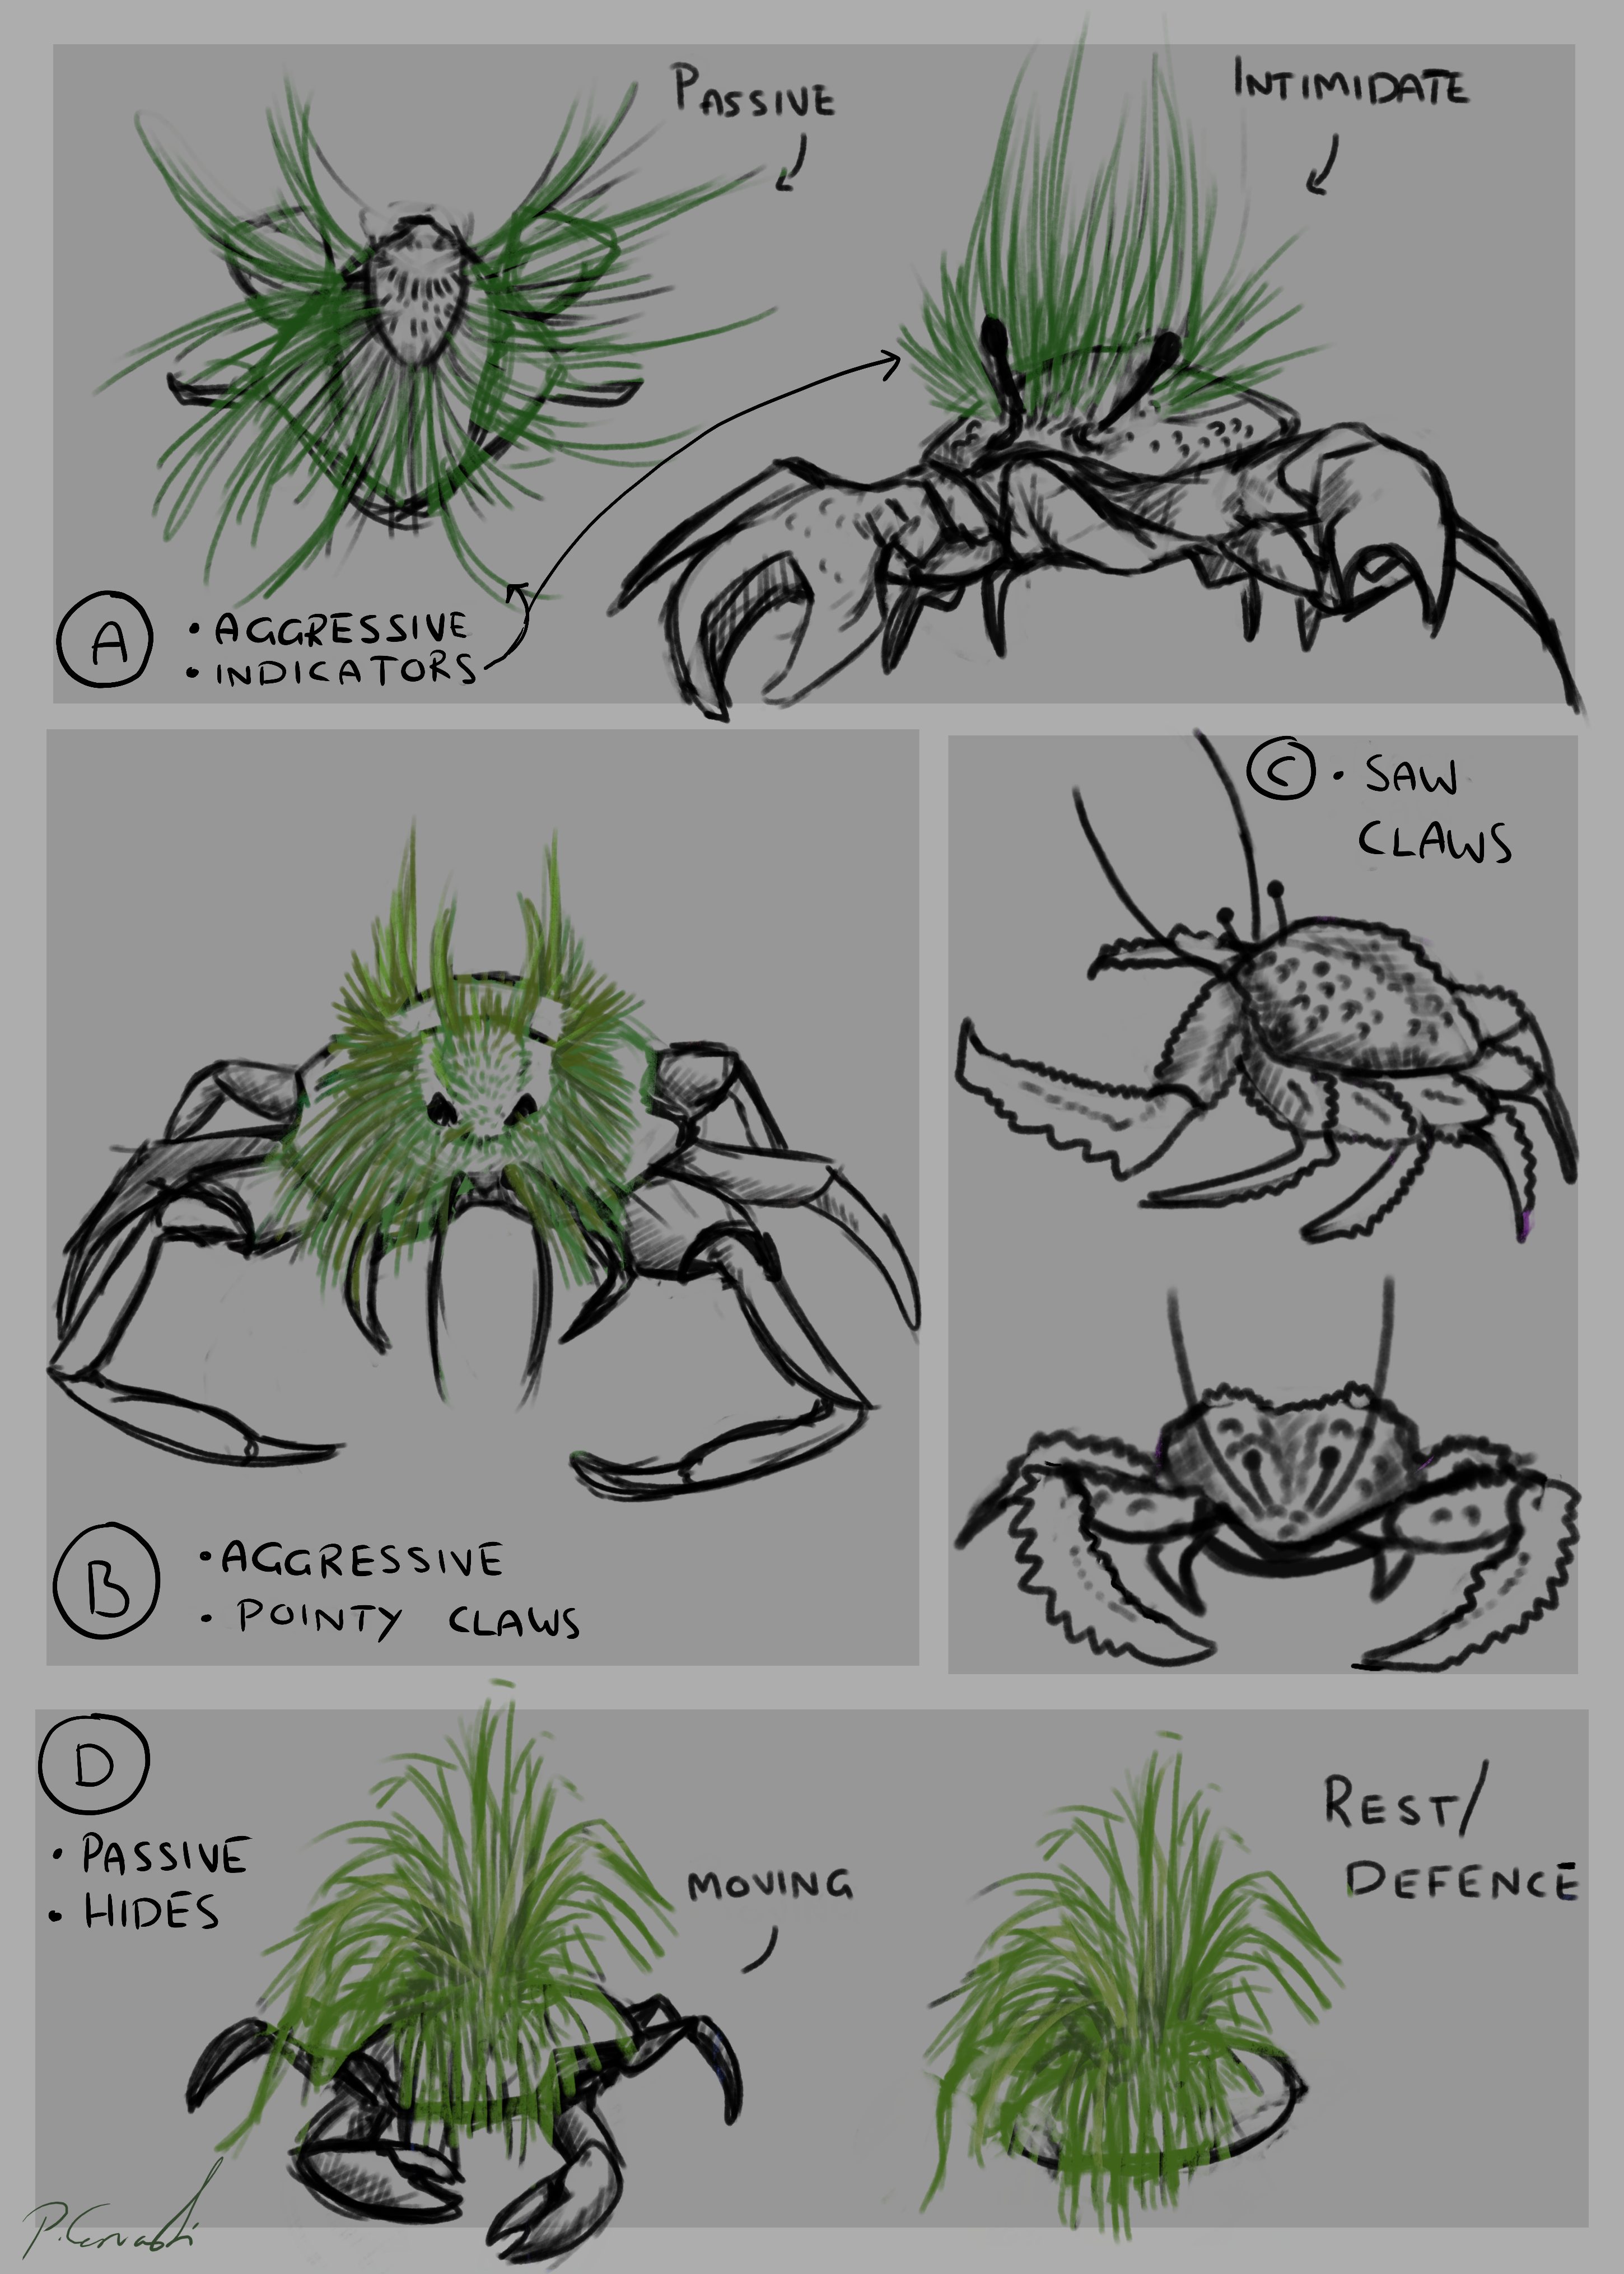 PASSIVE
INTIMIDATE
A
• AGGRESSIVE
• INDICATORS
C • SAW
CLAWS
B
• AGGRESSIVE
• POINTY CLAWS
D
• PASSIVE
• HIDES
MOVING
REST/
DEFENCE